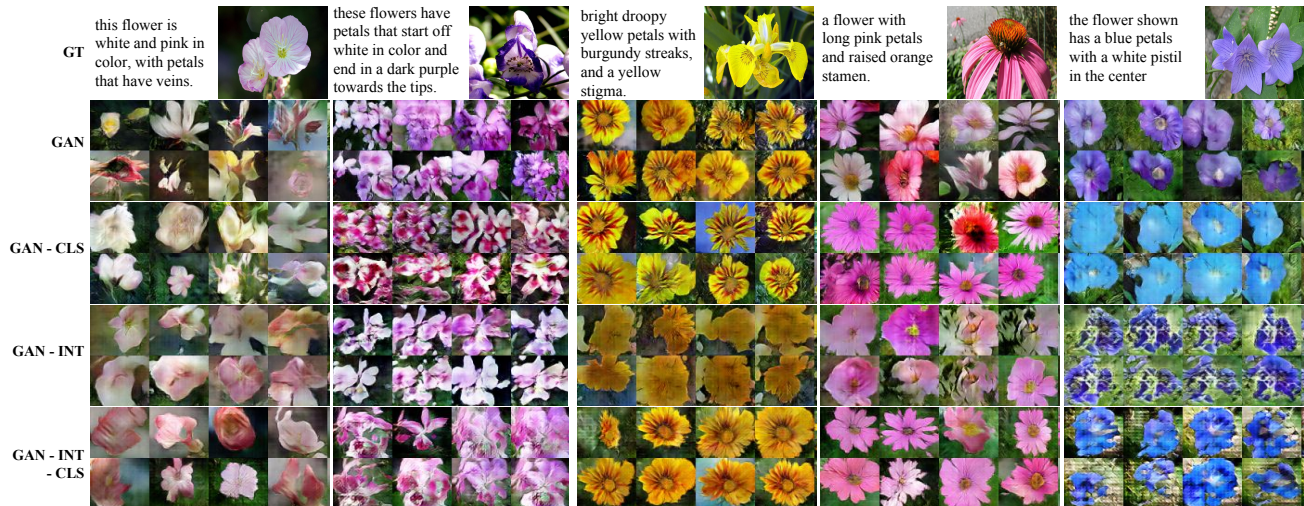 GT
this flower is
white and pink in
color, with petals
that have veins.
these flowers have
petals that start off
white in color and
end in a dark purple
towards the tips.
bright droopy
yellow petals with
burgundy streaks,
and a yellow
stigma.
a flower with
long pink petals
and raised orange
stamen.
the flower shown
has a blue petals
with a white pistil
in the center
GAN
GAN - CLS
GAN - INT
GAN - INT
- CLS